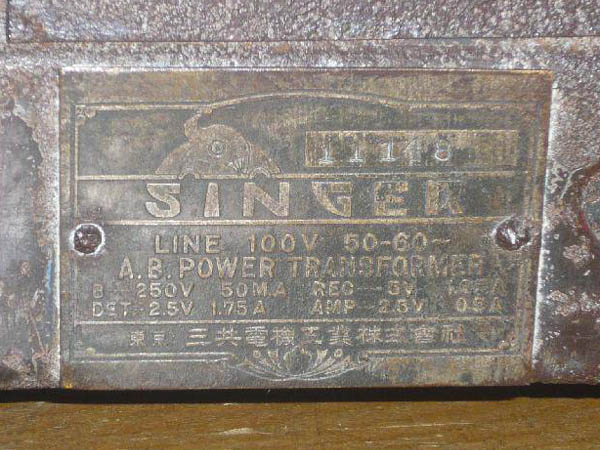 11148
SINGER
LINE 100V 50-60~
A.B. POWER TRANSFORMER
B-250V 50MA REC-5V
DET-2.5V 1.75A AMP-2.5V 0.5A
東京 三共電機工業株式會社